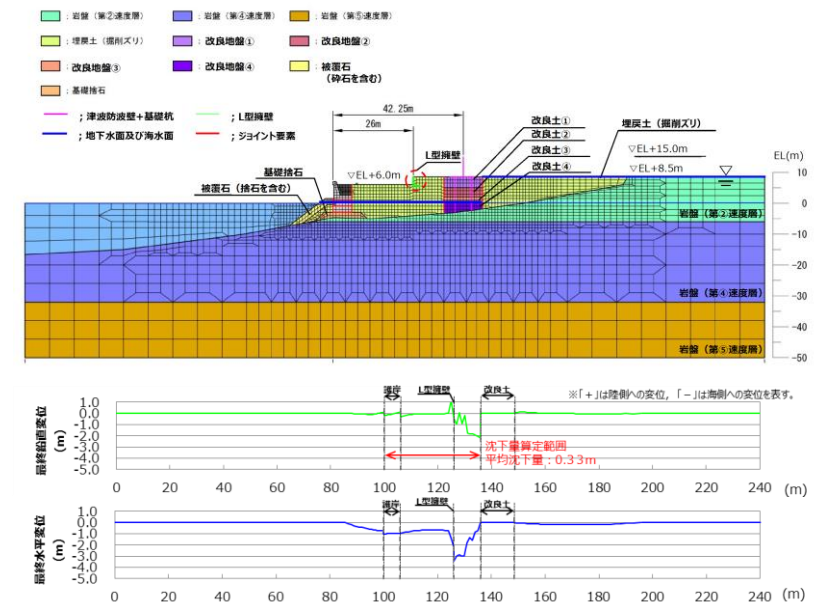 ；岩盤（第②速度層） ；岩盤（第④速度層） ；岩盤（第⑤速度層）
；埋戻土（掘削ズリ） ；改良地盤① ；改良地盤②
；改良地盤③ ；改良地盤④ ；被覆石
（砕石を含む）
；基礎捨石
；津波防波壁+基礎杭 ；L型擁壁
；地下水面及び海水面 ；ジョイント要素
42.25m
26m
L型擁壁
改良土①
改良土②
改良土③
改良土④
埋戻土（掘削ズリ）
▽EL+15.0m
▽EL+8.5m
▽EL+6.0m
基礎捨石
被覆石（捨石を含む）
EL(m)
10
0
-10
-20
-30
-40
-50
岩盤（第②速度層）
岩盤（第④速度層）
岩盤（第⑤速度層）
※「＋」は陸側への変位，「－」は海側への変位を表す。
護岸 L型擁壁 改良土
最終鉛直変位
(m)
1.0
0.0
-1.0
-2.0
-3.0
-4.0
-5.0
沈下量算定範囲
平均沈下量：0.33m
0 20 40 60 80 100 120 140 160 180 200 220 240 (m)
護岸 L型擁壁 改良土
最終水平変位
(m)
1.0
0.0
-1.0
-2.0
-3.0
-4.0
-5.0
0 20 40 60 80 100 120 140 160 180 200 220 240 (m)